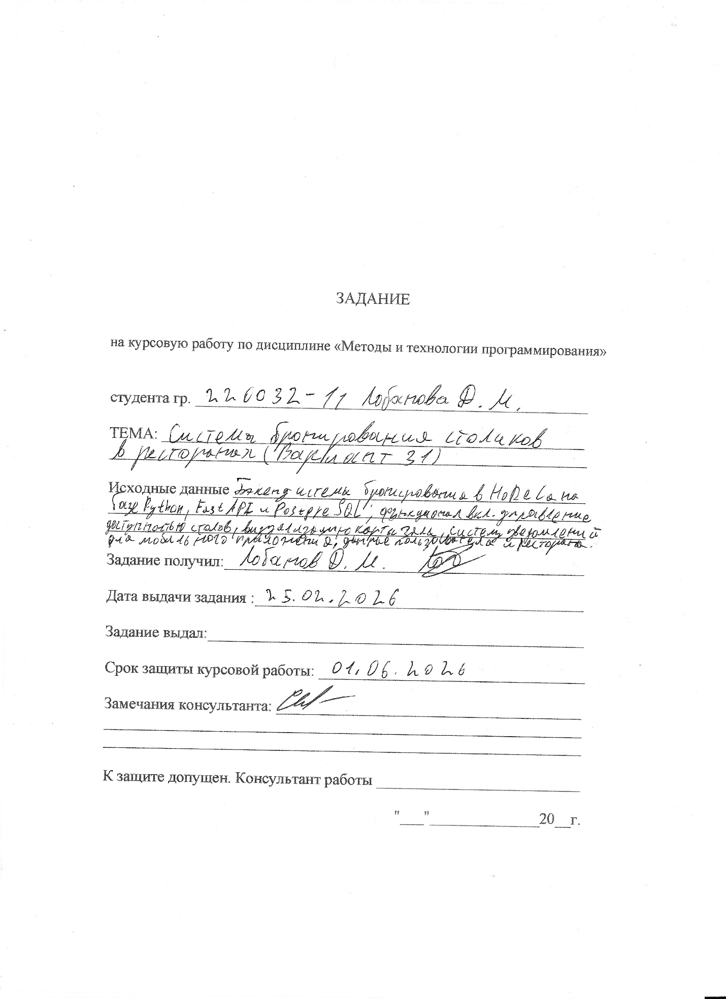 ЗАДАНИЕ
на курсовую работу по дисциплине «Методы и технологии программирования»
студента гр. 220032-11 Лобанова Д. М.
ТЕМА: Системы бронирования столиков
в ресторанах (Вариант 31)
Исходные данные Бэкенд системы бронирования в HoReCa на
базе Python, FastAPI и PostgreSQL; функционал вкл. управление
доступностью столов, визуализацию карты зала, систему уведомлений
для мобильного приложения, данные пользователя и ресторана.
Задание получил: Лобанов Д. М.
Дата выдачи задания : 25.02.2026
Задание выдал:
Срок защиты курсовой работы: 01.06.2026
Замечания консультанта:
К защите допущен. Консультант работы
"___"______________20__г.